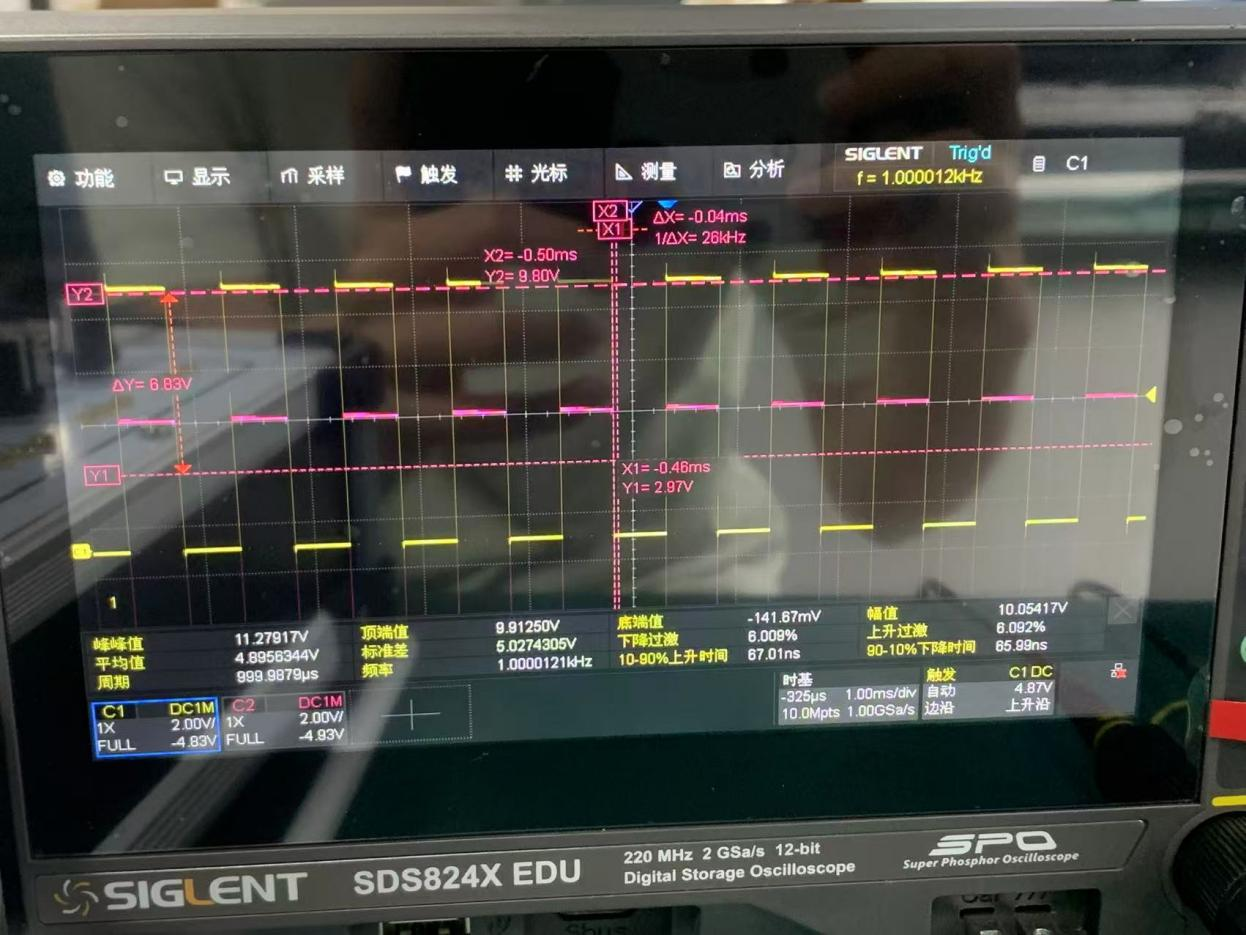 功能 显示 采样 触发 光标 测量 分析
SIGLENT Trig'd
f = 1.000012kHz
C1
X2
X1
ΔX= -0.04ms
1/ΔX= 26kHz
X2= -0.50ms
Y2= 9.80V
Y2
ΔY= 6.83V
Y1
X1= -0.46ms
Y1= 2.97V
1
峰峰值 11.27917V
平均值 4.8956344V
周期 999.9879μs
顶端值 9.91250V
标准差 5.0274305V
频率 1.0000121kHz
底端值 -141.67mV
下降过激 6.009%
10-90%上升时间 67.01ns
幅值 10.05417V
上升过激 6.092%
90-10%下降时间 65.99ns
C1 DC1M
1X 2.00V/
FULL -4.83V
C2 DC1M
1X 2.00V/
FULL -4.93V
时基
-325μs 1.00ms/div
10.0Mpts 1.00GSa/s
触发 C1 DC
自动 4.87V
边沿 上升沿
SIGLENT SDS824X EDU
220 MHz 2 GSa/s 12-bit
Digital Storage Oscilloscope
SPO
Super Phosphor Oscilloscope